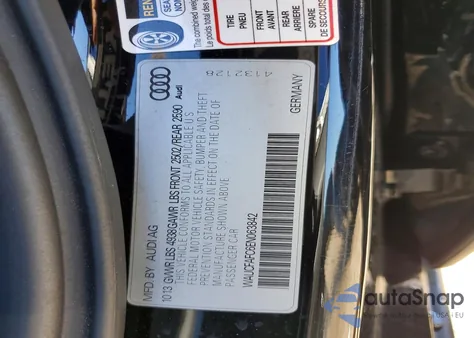 TIRE
PNEU
FRONT
AVANT
REAR
ARRIERE
SPARE
DE SECOURS
Audi
4132126
MFD BY AUDI AG
GERMANY
10 13 GVWR LBS 4938 GAWR LBS FRONT 2502/REAR 2590
THIS VEHICLE CONFORMS TO ALL APPLICABLE U.S
FEDERAL MOTOR VEHICLE SAFETY, BUMPER AND THEFT
PREVENTION STANDARDS IN EFFECT ON THE DATE OF
MANUFACTURE SHOWN ABOVE
PASSENGER CAR
WAUCFAFC6EN063842
autoSnap